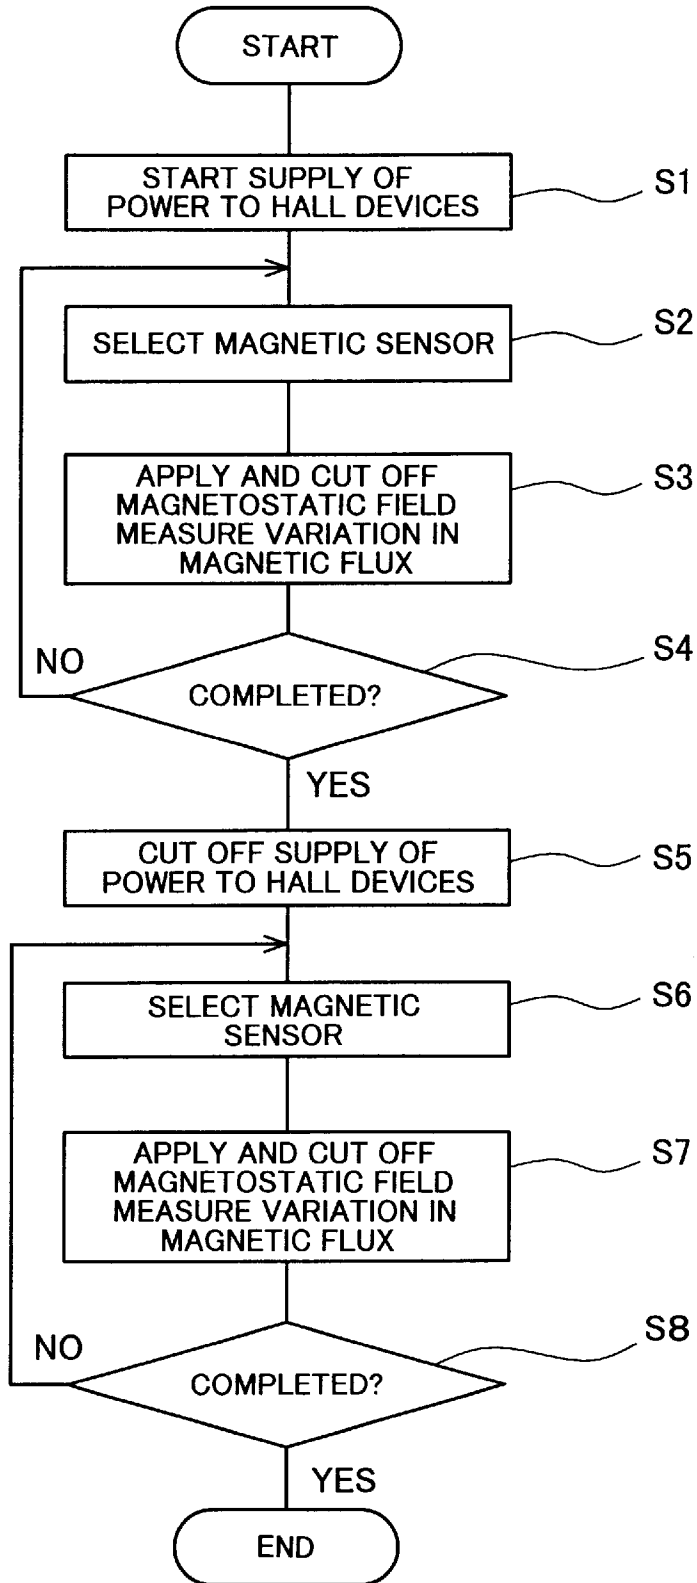 START
START SUPPLY OF
POWER TO HALL DEVICES
S1
SELECT MAGNETIC SENSOR
S2
APPLY AND CUT OFF
MAGNETOSTATIC FIELD
MEASURE VARIATION IN
MAGNETIC FLUX
S3
NO
COMPLETED?
S4
YES
CUT OFF SUPPLY OF
POWER TO HALL DEVICES
S5
SELECT MAGNETIC
SENSOR
S6
APPLY AND CUT OFF
MAGNETOSTATIC FIELD
MEASURE VARIATION IN
MAGNETIC FLUX
S7
NO
COMPLETED?
S8
YES
END